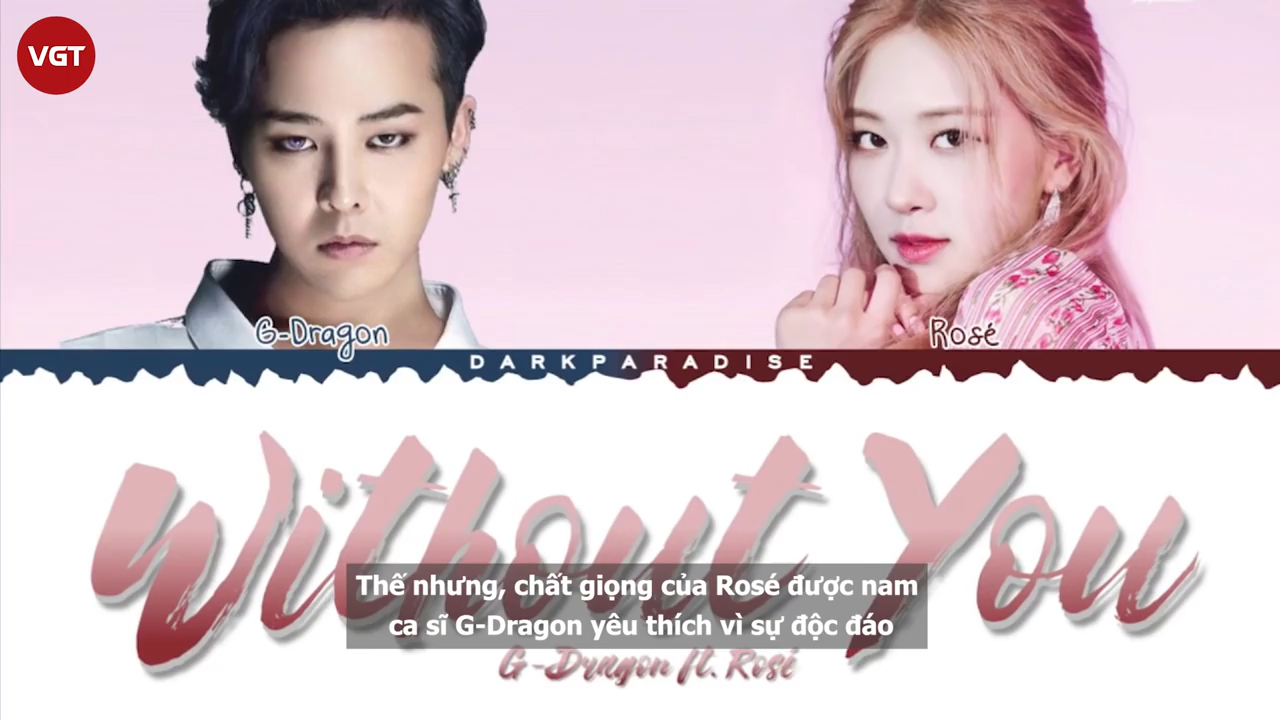 VGT
G-Dragon
Rosé
DARKPARADISE
Without You
Thế nhưng, chất giọng của Rosé được nam
ca sĩ G-Dragon yêu thích vì sự độc đáo
G-Dragon ft. Rosé